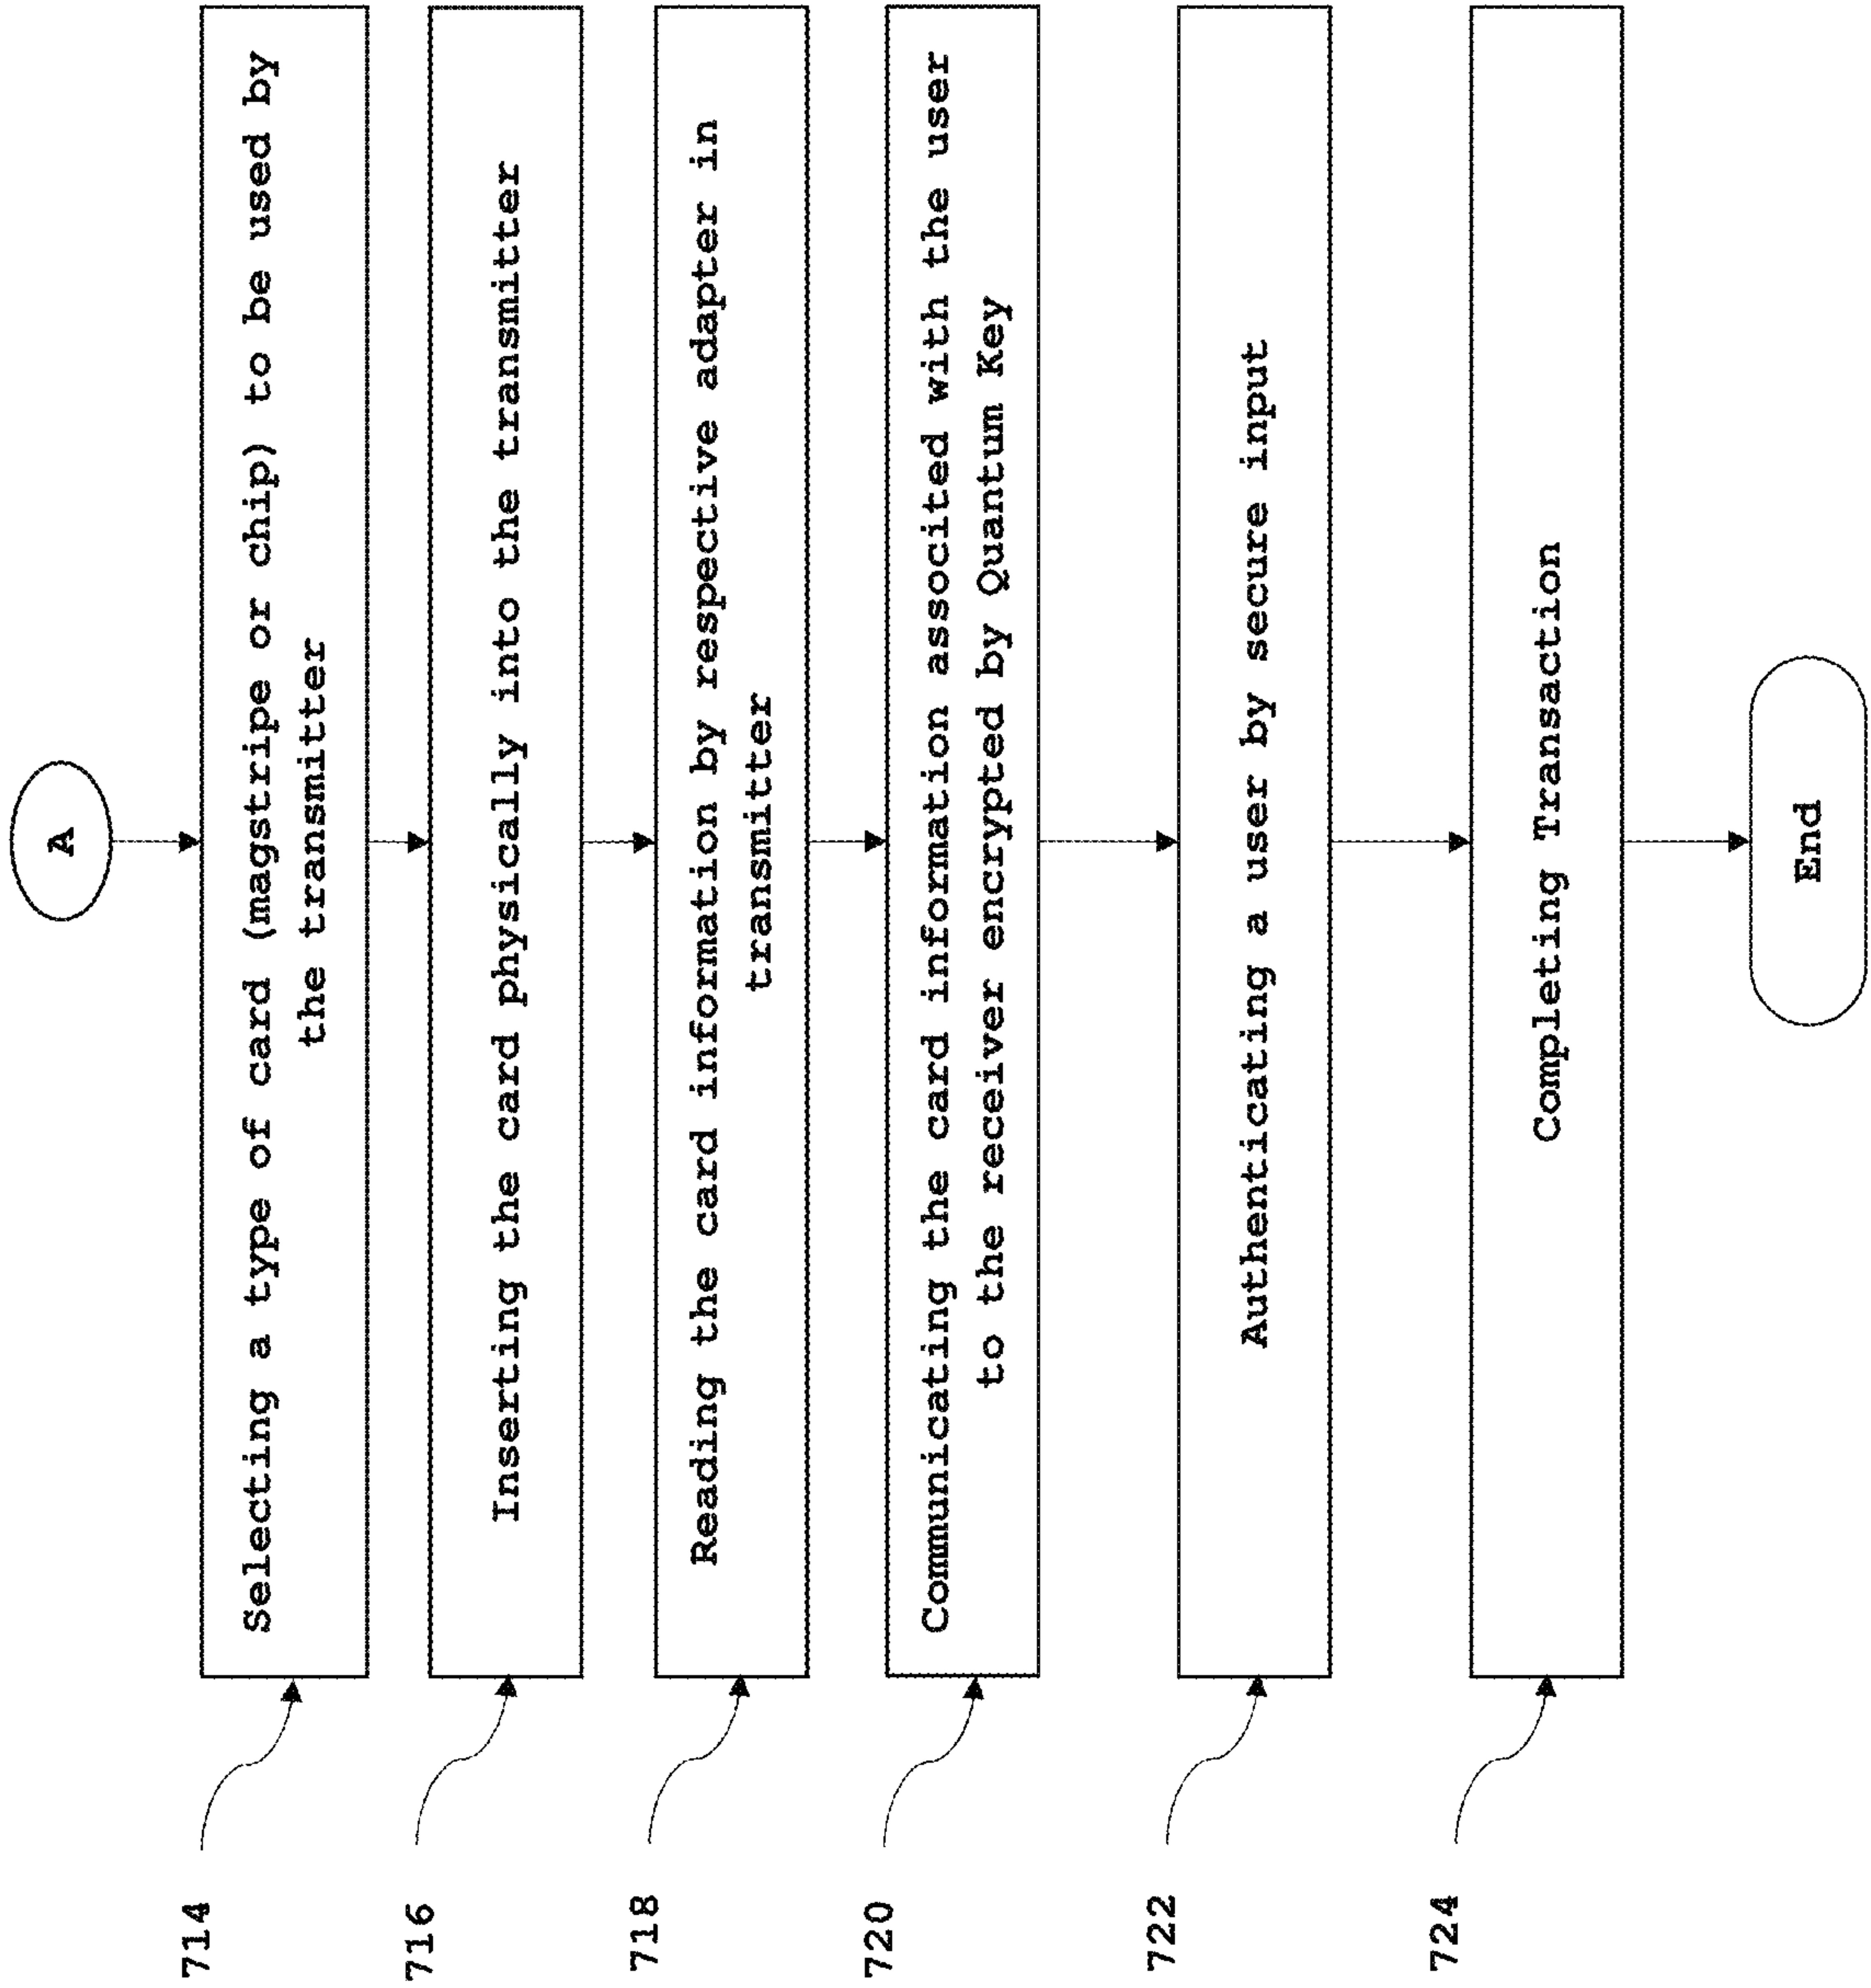 A
714
Selecting a type of card (magstripe or chip) to be used by
the transmitter
716
Inserting the card physically into the transmitter
718
Reading the card information by respective adapter in
transmitter
720
Communicating the card information associted with the user
to the receiver encrypted by Quantum Key
722
Authenticating a user by secure input
724
Completing Transaction
End